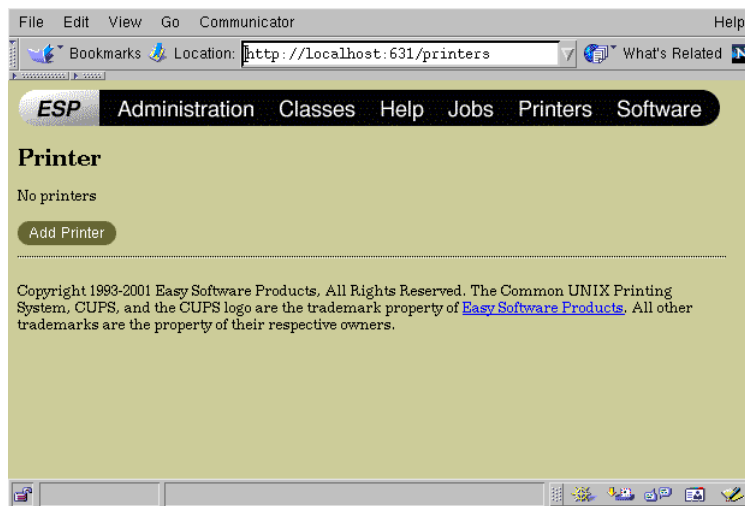 File Edit View Go Communicator Help
Bookmarks Location: http://localhost:631/printers What's Related N
ESP Administration Classes Help Jobs Printers Software
Printer
No printers
Add Printer
Copyright 1993-2001 Easy Software Products, All Rights Reserved. The Common UNIX Printing
System, CUPS, and the CUPS logo are the trademark property of Easy Software Products. All other
trademarks are the property of their respective owners.